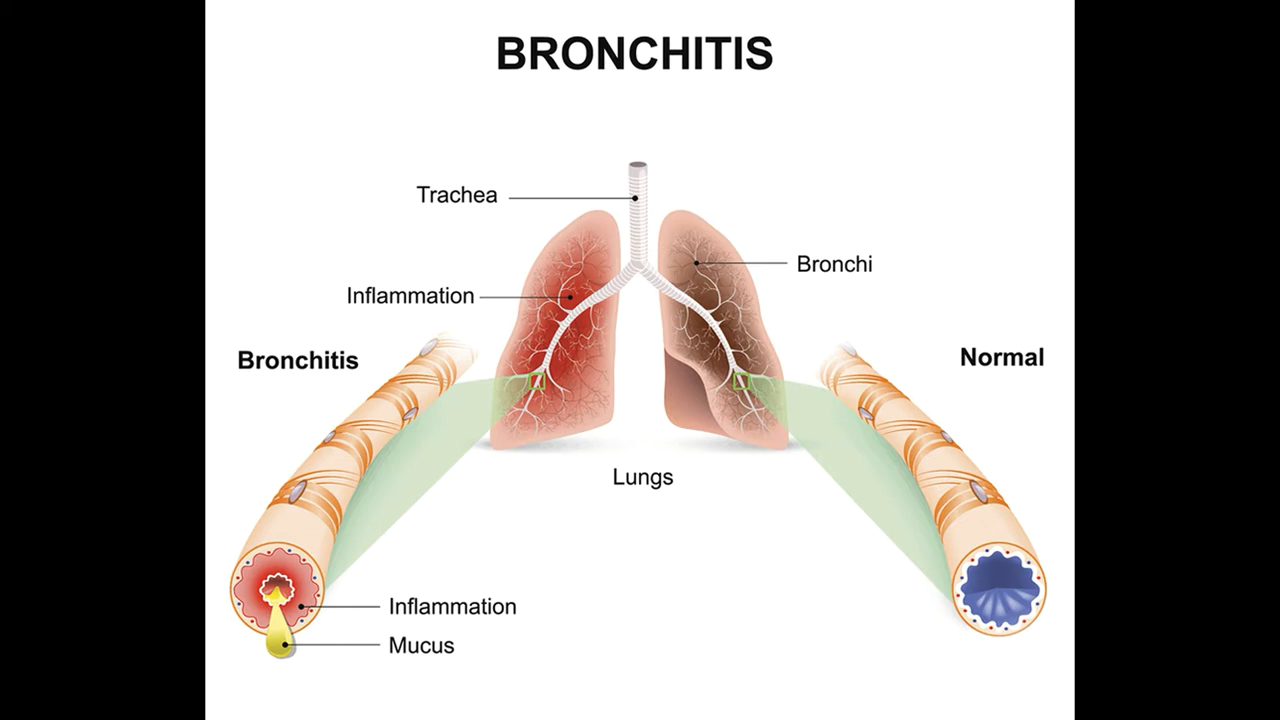 BRONCHITIS
Trachea
Bronchi
Inflammation
Bronchitis
Normal
Lungs
Inflammation
Mucus